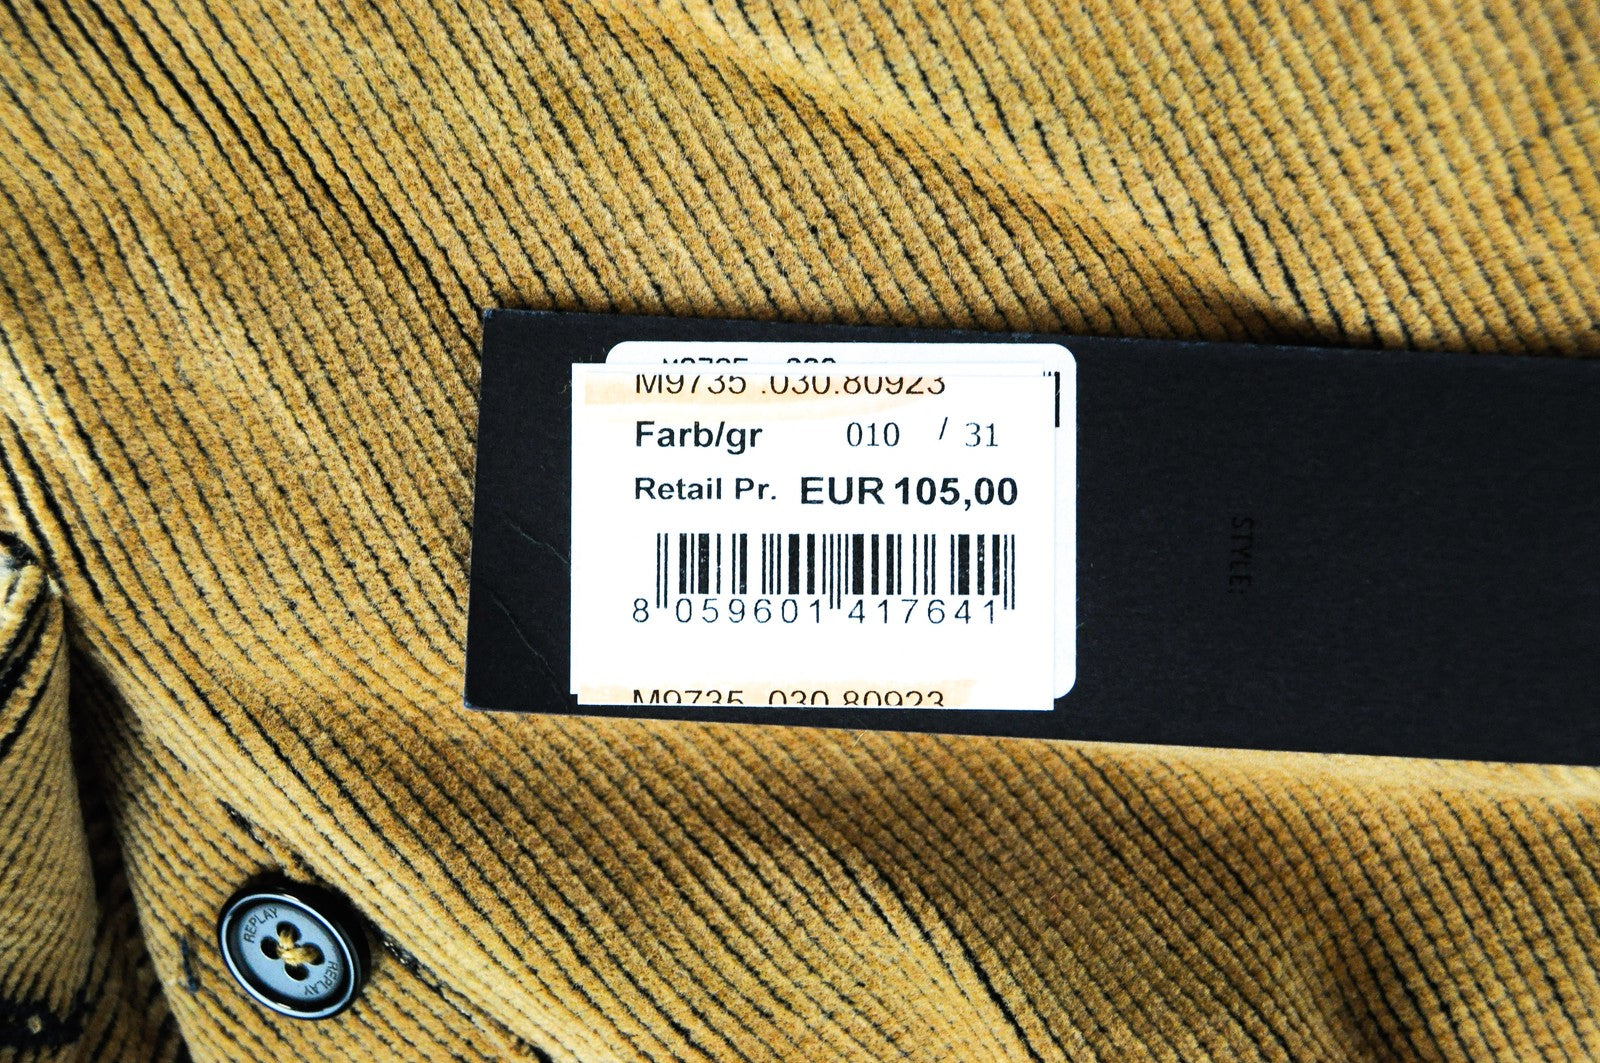 M9735 .030.80923
Farb/gr 010 / 31
Retail Pr. EUR 105,00
8 059601 417641
M9735 .030.80923
STYLE:
REPLAY
REPLAY